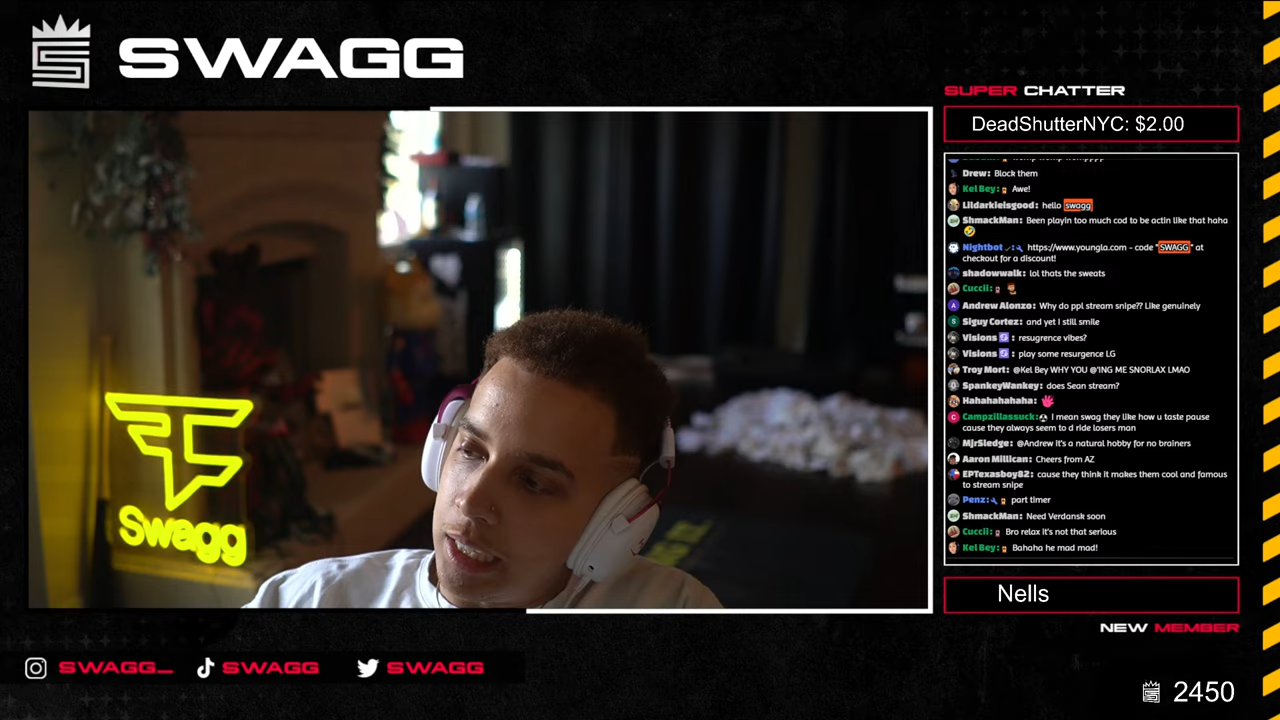 SWAGG
SUPER CHATTER
DeadShutterNYC: $2.00
Drew: Block them
Kel Bey: Awe!
Lildarkieisgood: hello swagg
ShmackMan: Been playin too much cod to be actin like that haha
Nightbot: https://www.youngla.com - code "SWAGG" at
checkout for a discount!
shadowwalk: lol thats the sweats
Cuccii:
Andrew Alonzo: Why do ppl stream snipe?? Like genuinely
Siguy Cortez: and yet I still smile
Visions: resugrence vibes?
Visions: play some resurgence LG
Troy Mort: @Kel Bey WHY YOU @'ING ME SNORLAX LMAO
SpankeyWankey: does Sean stream?
Hahahahahaha:
Campzillassuck: I mean swag they like how u taste pause
cause they always seem to d ride losers man
MjrSledge: @Andrew it's a natural hobby for no brainers
Aaron Millican: Cheers from AZ
EPTexasboy82: cause they think it makes them cool and famous
to stream snipe
Penz: part timer
ShmackMan: Need Verdansk soon
Cuccii: Bro relax it's not that serious
Kel Bey: Bahaha he mad mad!
Nells
NEW MEMBER
Swagg
SWAGG_ SWAGG SWAGG
2450